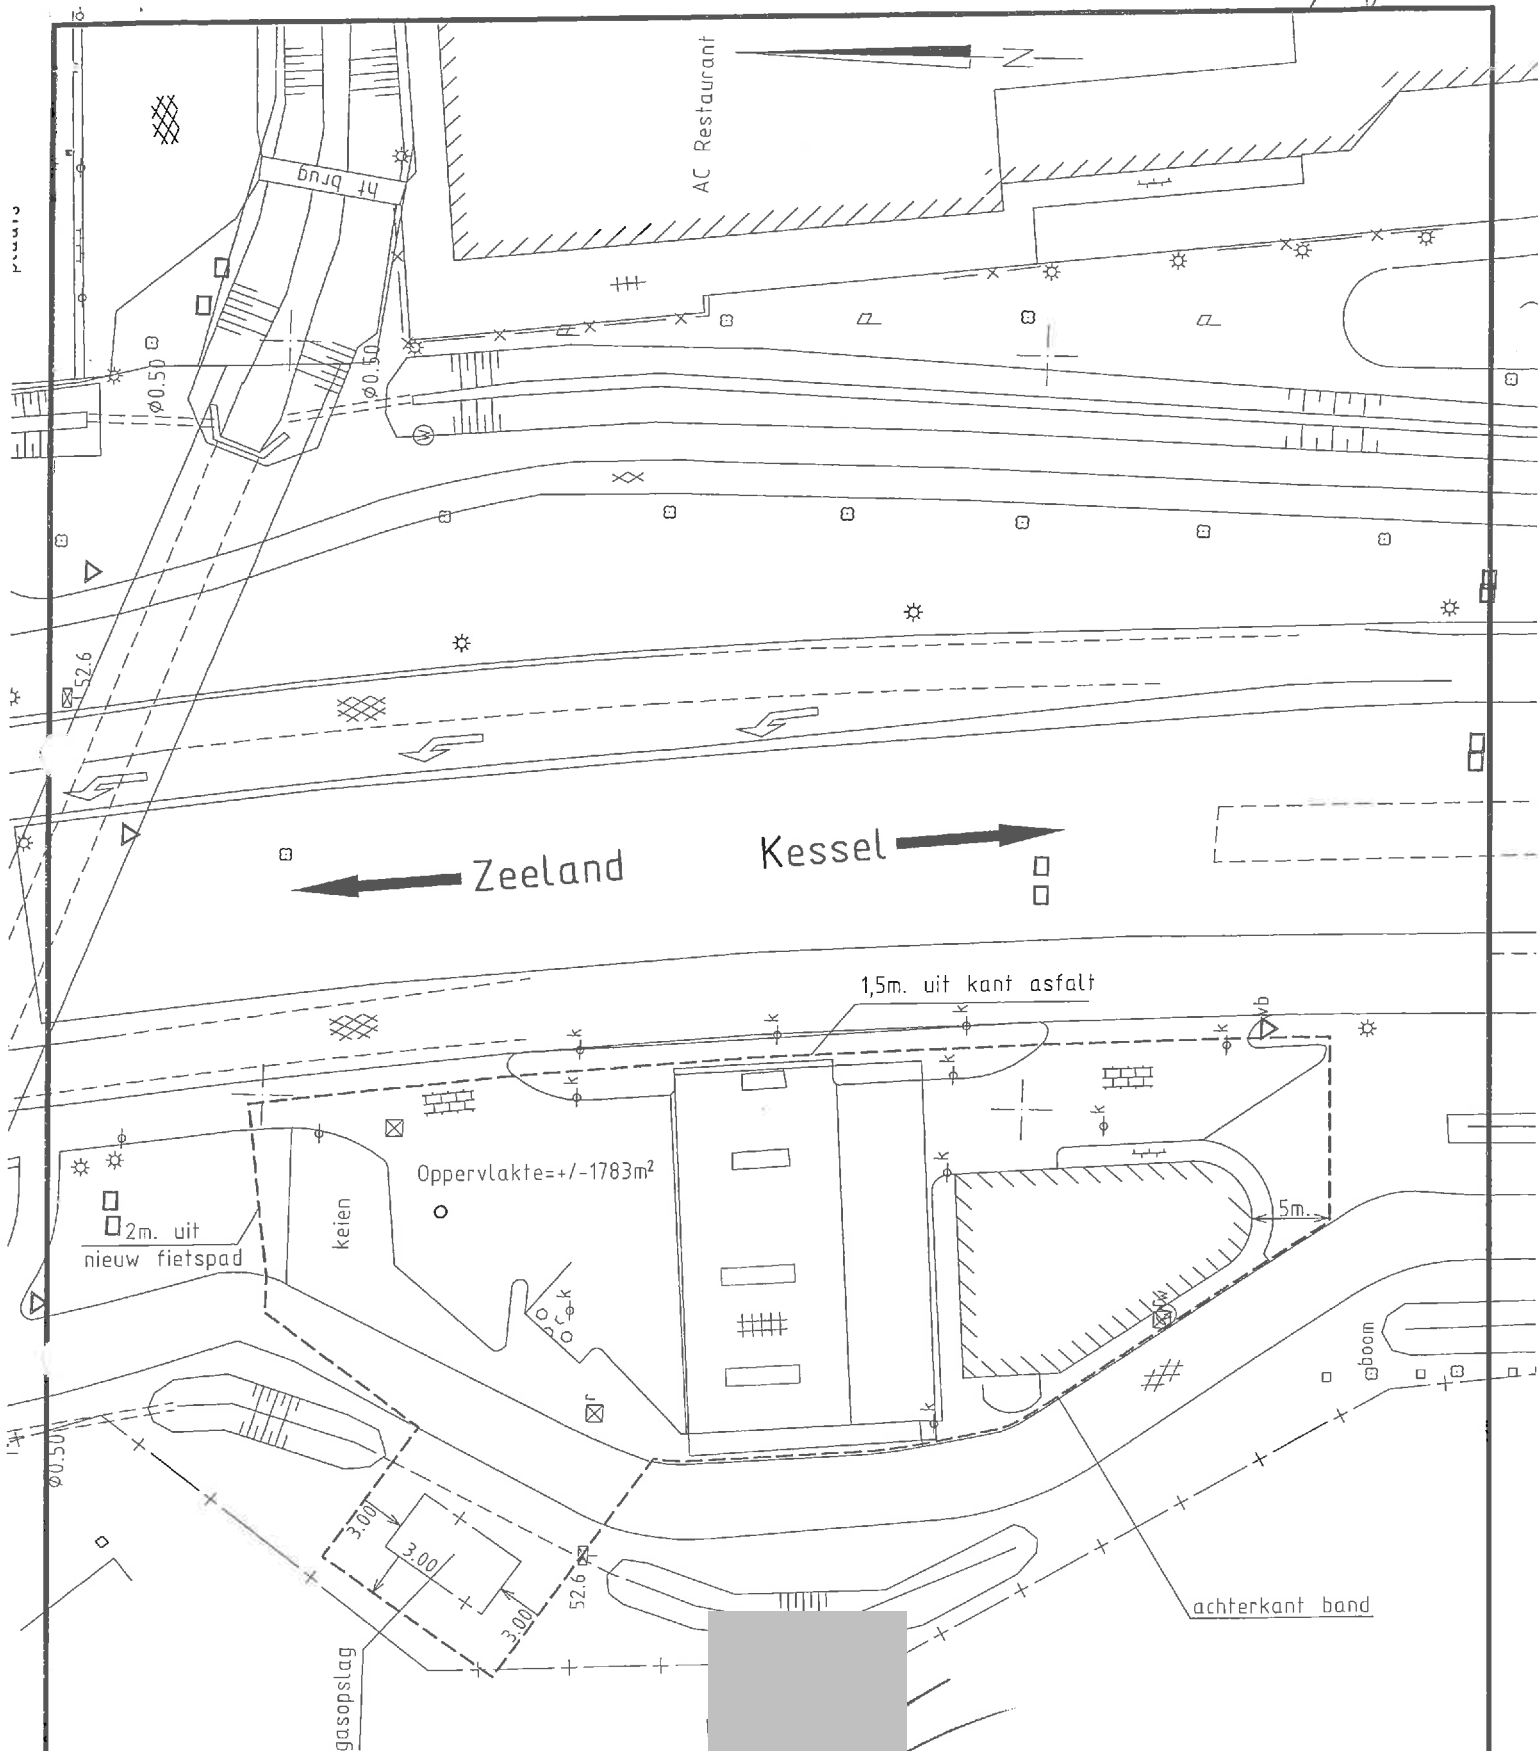 N
AC Restaurant
ht brug
plaats
Ø0.50
Ø0.50
52.6
Zeeland
Kessel
1,5m. uit kant asfalt
k
k
k
vb
k
k
k
k
Oppervlakte=+/-1783m²
k
keien
2m. uit
nieuw fietspad
5m.
k
boom
r
k
Ø0.50
3.00
3.00
3.00
52.6
achterkant band
gasopslag